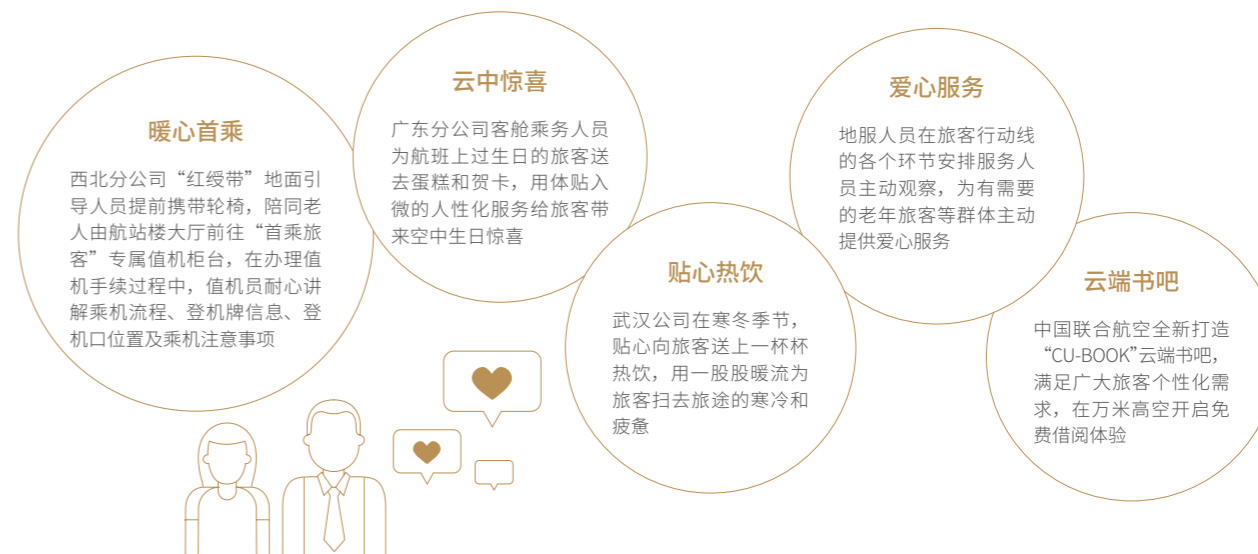 暖心首乘
西北分公司“红绶带”地面引
导人员提前携带轮椅，陪同老
人由航站楼大厅前往“首乘旅
客”专属值机柜台，在办理值
机手续过程中，值机员耐心讲
解乘机流程、登机牌信息、登
机口位置及乘机注意事项
云中惊喜
广东分公司客舱乘务人员
为航班上过生日的旅客送
去蛋糕和贺卡，用体贴入
微的人性化服务给旅客带
来空中生日惊喜
贴心热饮
武汉公司在寒冬季节，
贴心向旅客送上一杯杯
热饮，用一股股暖流为
旅客扫去旅途的寒冷和
疲惫
爱心服务
地服人员在旅客行动线
的各个环节安排服务人
员主动观察，为有需要
的老年旅客等群体主动
提供爱心服务
云端书吧
中国联合航空全新打造
“CU-BOOK”云端书吧，
满足广大旅客个性化需
求，在万米高空开启免
费借阅体验